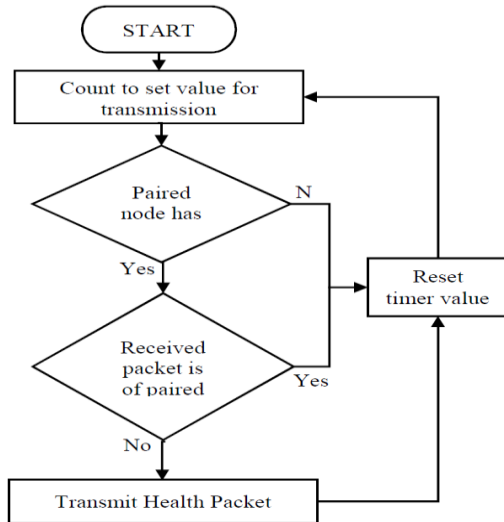 START
Count to set value for
transmission
Paired
node has
N
Yes
Reset
timer value
Received
packet is
of paired
Yes
No
Transmit Health Packet